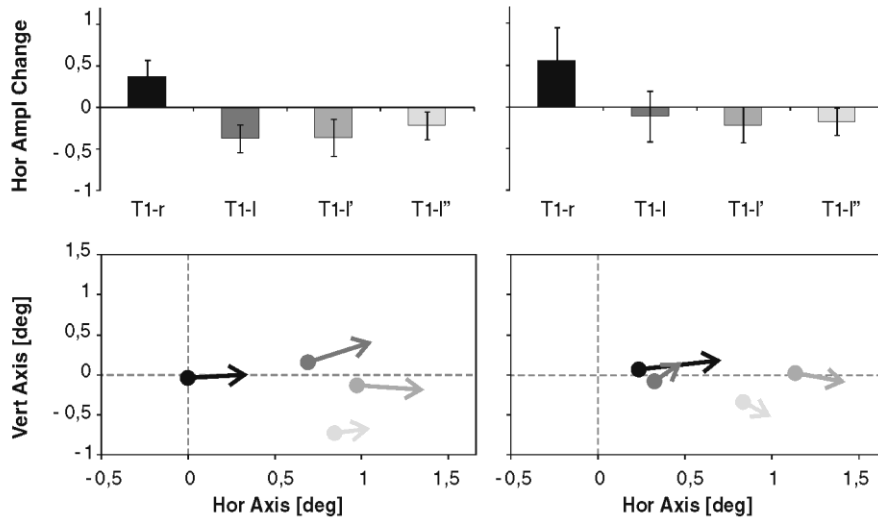 Hor Ampl Change
1
0,5
0
- 0,5
- 1
T1-r T1-l T1-l’ T1-l’’
T1-r T1-l T1-l’ T1-l’’
Vert Axis [deg]
1,5
1
0,5
0
-0,5
-1
-0,5 0 0,5 1 1,5
Hor Axis [deg]
-0,5 0 0,5 1 1,5
Hor Axis [deg]